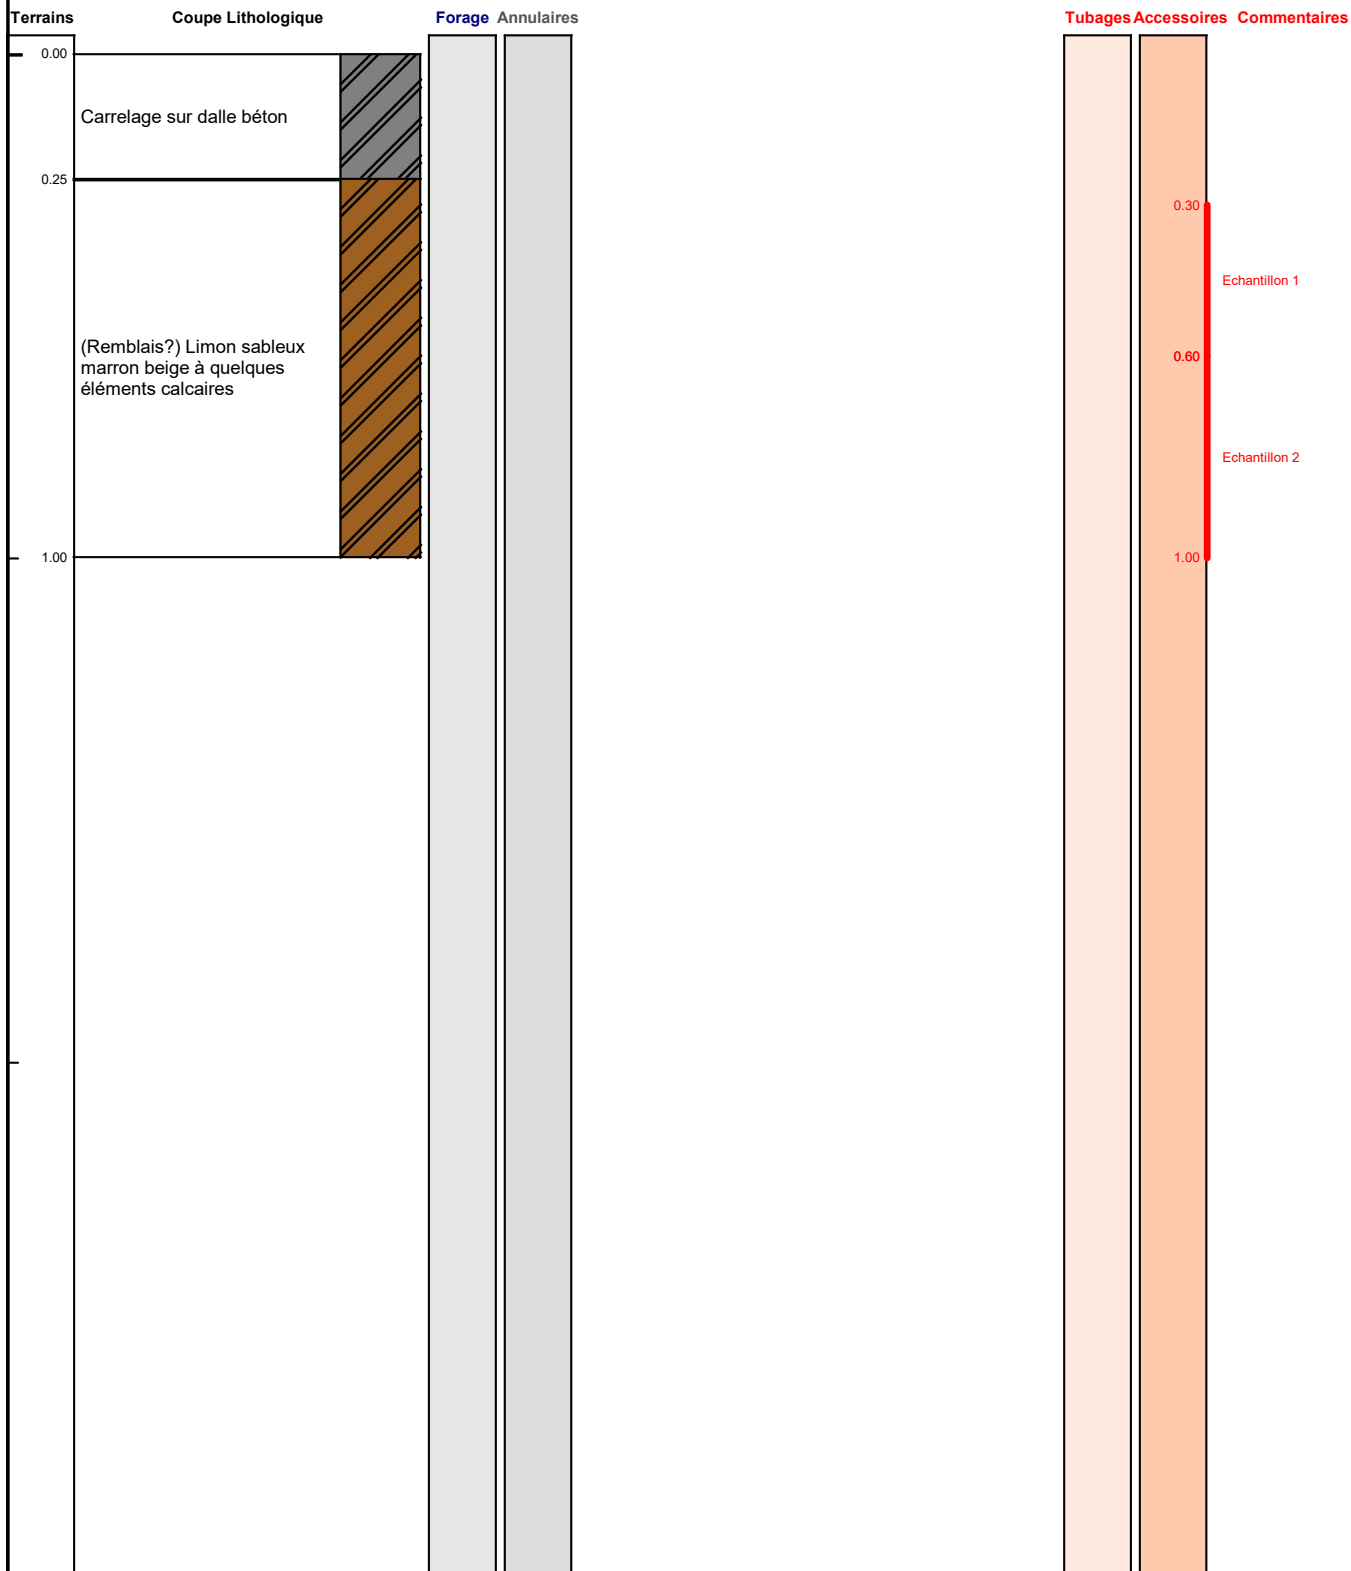 Terrains Coupe Lithologique Forage Annulaires Tubages Accessoires Commentaires
0.00
Carrelage sur dalle béton
0.25
0.30
Echantillon 1
(Remblais?) Limon sableux
marron beige à quelques
éléments calcaires
0.60
Echantillon 2
1.00
1.00